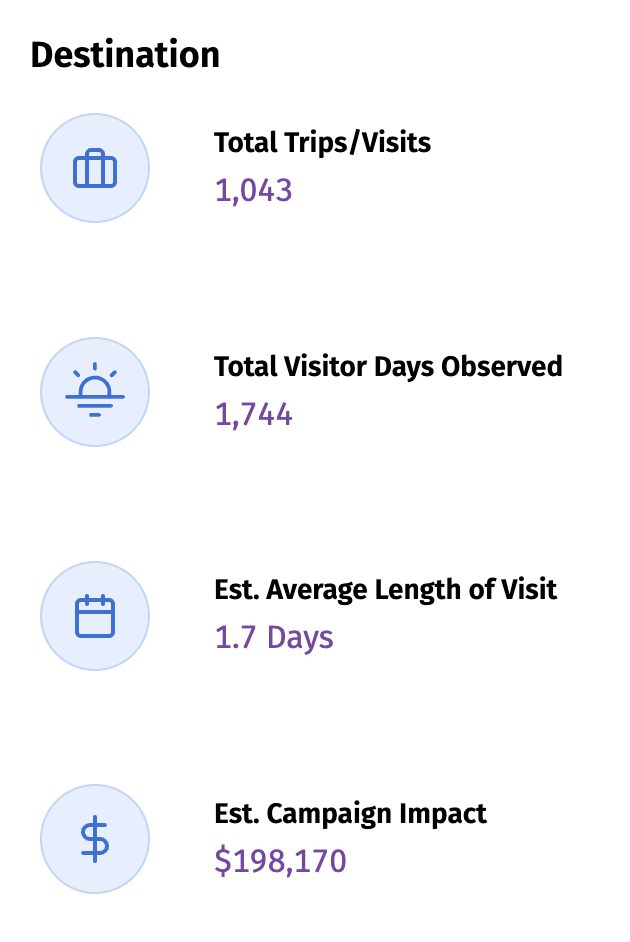 Destination
Total Trips/Visits
1,043
Total Visitor Days Observed
1,744
Est. Average Length of Visit
1.7 Days
Est. Campaign Impact
$198,170